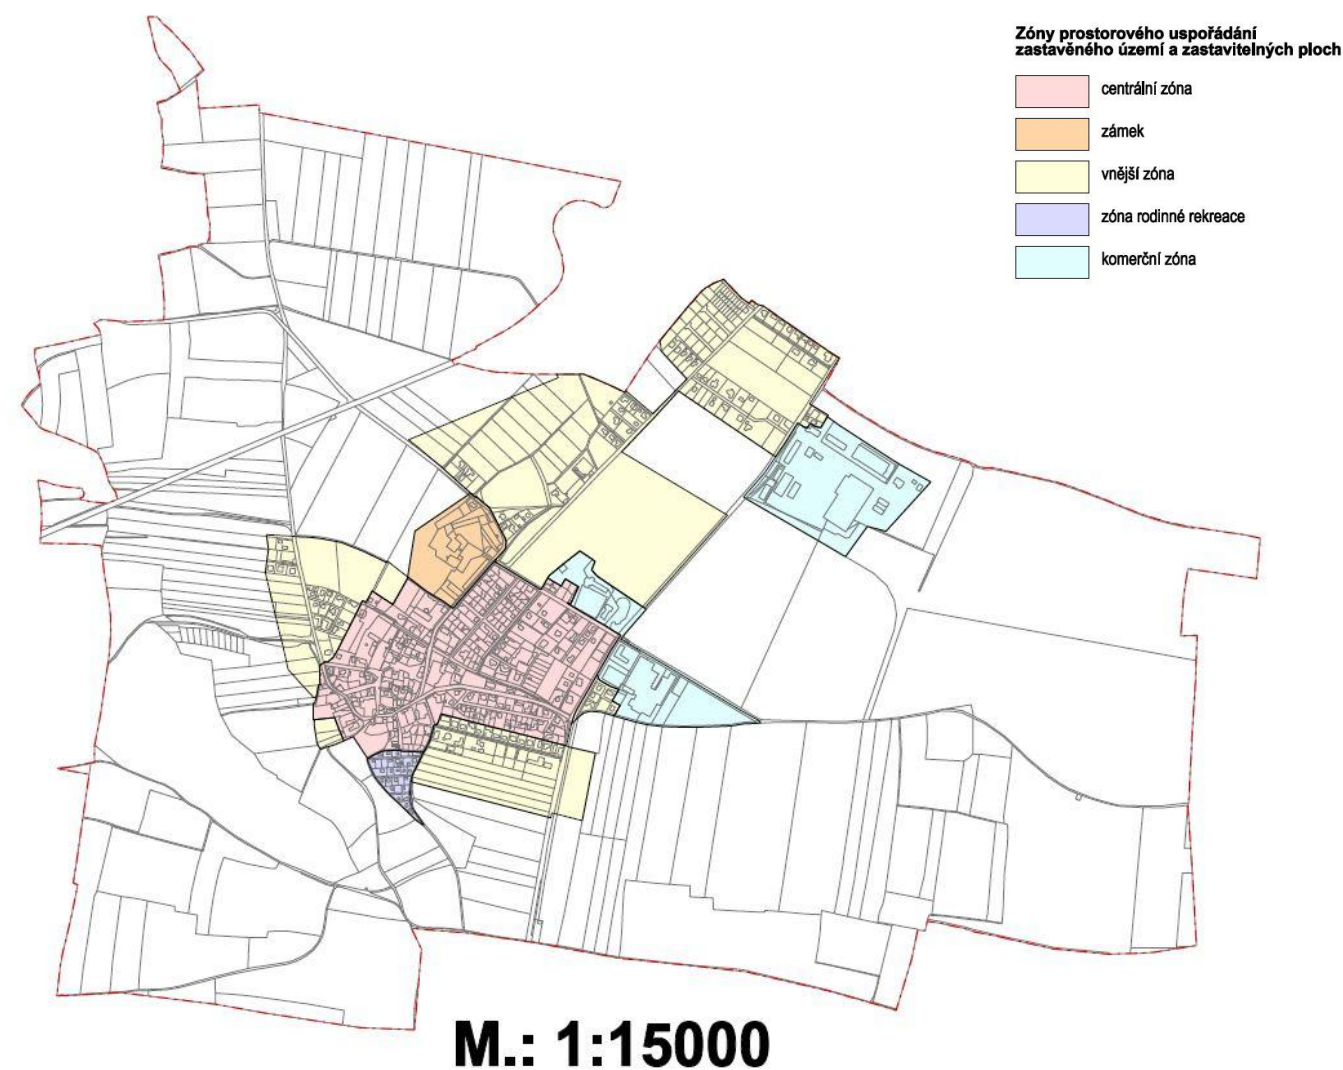 Zóny prostorového uspořádání
zastavěného území a zastavitelných ploch
centrální zóna
zámek
vnější zóna
zóna rodinné rekreace
komerční zóna
M.: 1:15000